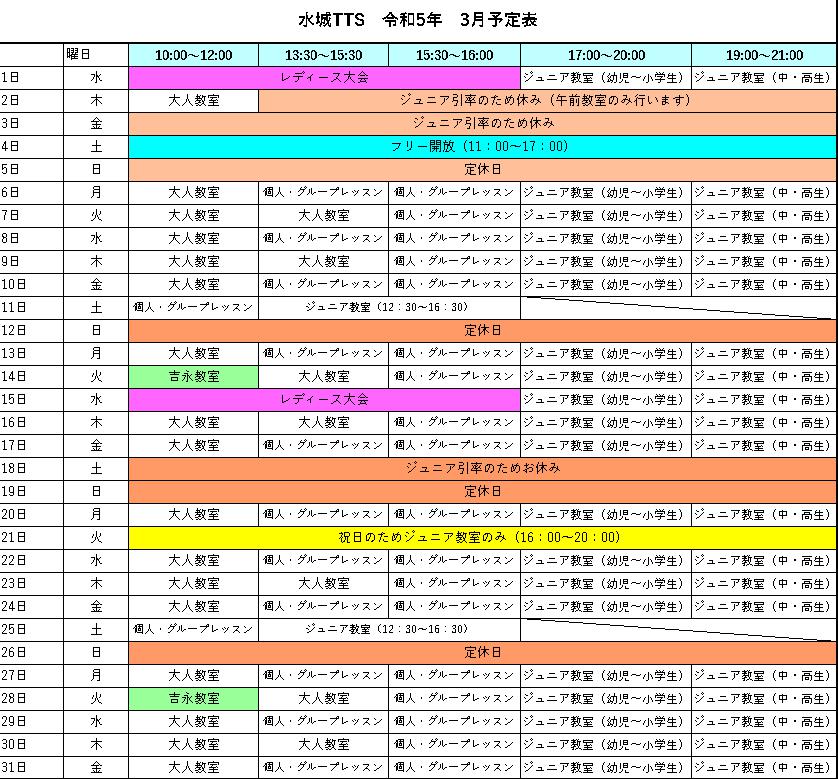 水城TTS 令和5年 3月予定表
曜日 10:00～12:00 13:30～15:30 15:30～16:30 17:00～20:00 19:00～21:00
1日 水 レディース大会 ジュニア教室（幼児～小学生） ジュニア教室（中・高生）
2日 木 大人教室 ジュニア引率のため休み（午前教室のみ行います）
3日 金 ジュニア引率のため休み
4日 土 フリー開放（11：00～17：00）
5日 日 定休日
6日 月 大人教室 個人・グループレッスン 個人・グループレッスン ジュニア教室（幼児～小学生） ジュニア教室（中・高生）
7日 火 大人教室 大人教室 個人・グループレッスン ジュニア教室（幼児～小学生） ジュニア教室（中・高生）
8日 水 大人教室 個人・グループレッスン 個人・グループレッスン ジュニア教室（幼児～小学生） ジュニア教室（中・高生）
9日 木 大人教室 大人教室 個人・グループレッスン ジュニア教室（幼児～小学生） ジュニア教室（中・高生）
10日 金 大人教室 個人・グループレッスン 個人・グループレッスン ジュニア教室（幼児～小学生） ジュニア教室（中・高生）
11日 土 個人・グループレッスン ジュニア教室（12：30～16：30）
12日 日 定休日
13日 月 大人教室 個人・グループレッスン 個人・グループレッスン ジュニア教室（幼児～小学生） ジュニア教室（中・高生）
14日 火 吉永教室 大人教室 個人・グループレッスン ジュニア教室（幼児～小学生） ジュニア教室（中・高生）
15日 水 レディース大会 ジュニア教室（幼児～小学生） ジュニア教室（中・高生）
16日 木 大人教室 大人教室 個人・グループレッスン ジュニア教室（幼児～小学生） ジュニア教室（中・高生）
17日 金 大人教室 個人・グループレッスン 個人・グループレッスン ジュニア教室（幼児～小学生） ジュニア教室（中・高生）
18日 土 ジュニア引率のためお休み
19日 日 定休日
20日 月 大人教室 個人・グループレッスン 個人・グループレッスン ジュニア教室（幼児～小学生） ジュニア教室（中・高生）
21日 火 祝日のためジュニア教室のみ（16：00～20：00）
22日 水 大人教室 個人・グループレッスン 個人・グループレッスン ジュニア教室（幼児～小学生） ジュニア教室（中・高生）
23日 木 大人教室 大人教室 個人・グループレッスン ジュニア教室（幼児～小学生） ジュニア教室（中・高生）
24日 金 大人教室 個人・グループレッスン 個人・グループレッスン ジュニア教室（幼児～小学生） ジュニア教室（中・高生）
25日 土 個人・グループレッスン ジュニア教室（12：30～16：30）
26日 日 定休日
27日 月 大人教室 個人・グループレッスン 個人・グループレッスン ジュニア教室（幼児～小学生） ジュニア教室（中・高生）
28日 火 吉永教室 大人教室 個人・グループレッスン ジュニア教室（幼児～小学生） ジュニア教室（中・高生）
29日 水 大人教室 個人・グループレッスン 個人・グループレッスン ジュニア教室（幼児～小学生） ジュニア教室（中・高生）
30日 木 大人教室 大人教室 個人・グループレッスン ジュニア教室（幼児～小学生） ジュニア教室（中・高生）
31日 金 大人教室 個人・グループレッスン 個人・グループレッスン ジュニア教室（幼児～小学生） ジュニア教室（中・高生）